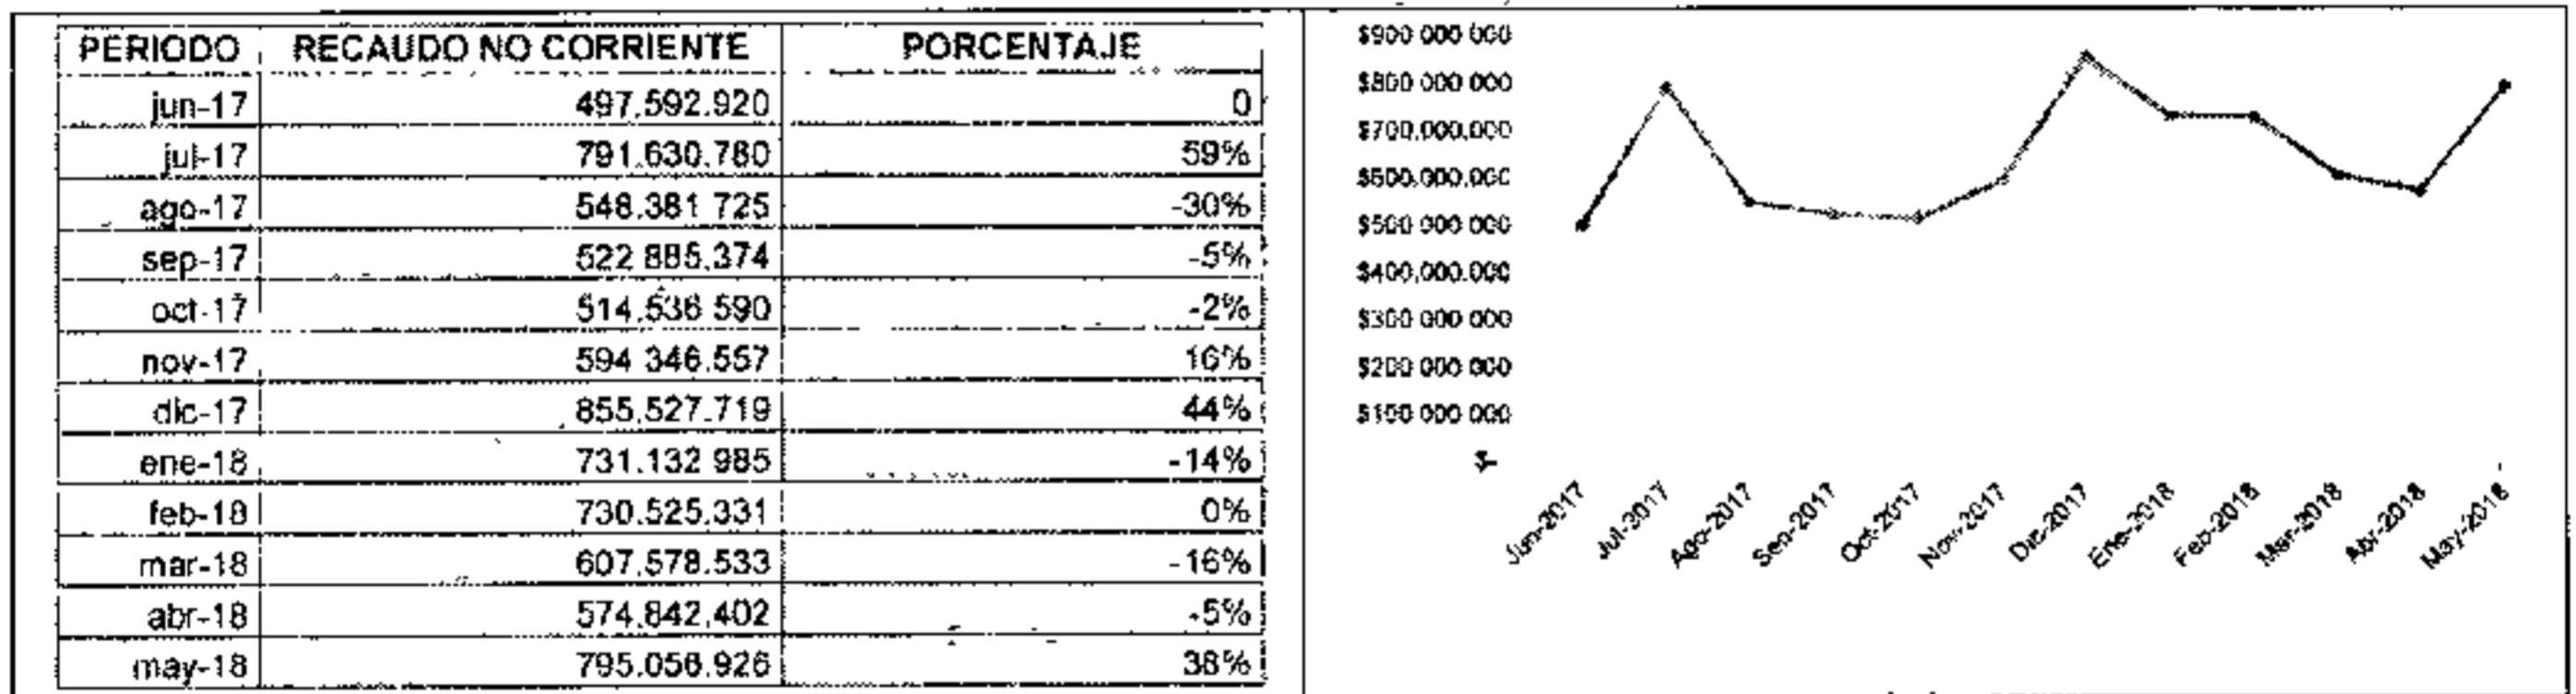 PERIODO RECAUDO NO CORRIENTE PORCENTAJE
jun-17 497,592.920 0
jul-17 791.630.780 59%
ago-17 548.381 725 -30%
sep-17 522 885,374 -5%
oct-17 514,536 590 -2%
nov-17 594 346.557 16%
dic-17 855,527.719 44%
ene-18 731.132 985 -14%
feb-18 730.525.331 0%
mar-18 607,578.533 -16%
abr-18 574.842,402 -5%
may-18 795.056.926 38%
$900 000 000
$800 000 000
$700,000,000
$600,000,000
$500 000 000
$400,000.000
$300 000 000
$200 000 000
$100 000 000
$-
Jun-2017 Jul-2017 Ago-2017 Sep-2017 Oct-2017 Nov-2017 Dic-2017 Ene-2018 Feb-2018 Mar-2018 Abr-2018 May-2018